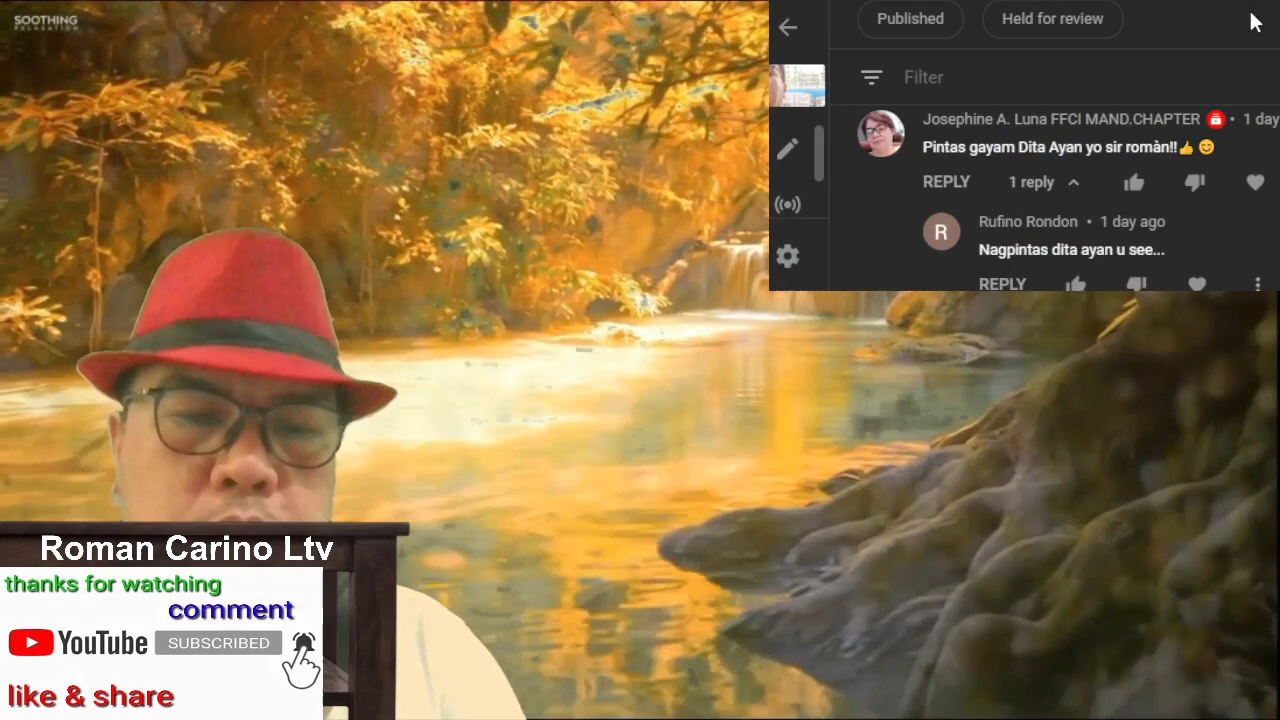 SOOTHING
RELAXATION
Published
Held for review
Filter
Josephine A. Luna FFCI MAND.CHAPTER • 1 day
Pintas gayam Dita Ayan yo sir romàn!!👍 😊
REPLY 1 reply
R
Rufino Rondon • 1 day ago
Nagpintas dita ayan u see...
REPLY
Roman Carino Ltv
thanks for watching
comment
YouTube SUBSCRIBED
like & share